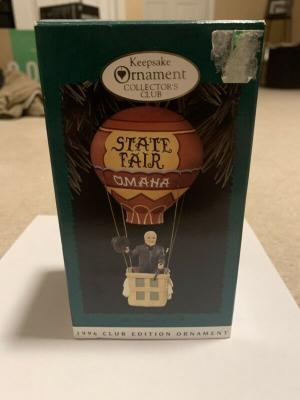 Keepsake
Ornament
COLLECTOR'S
CLUB
STATE
FAIR
OMAHA
1996 CLUB EDITION ORNAMENT